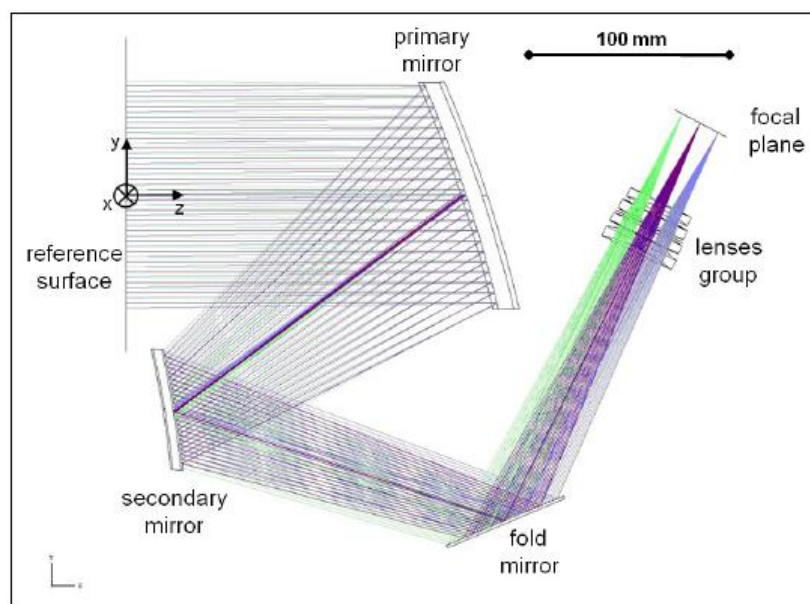 primary
mirror
100 mm
focal
plane
y
x
z
reference
surface
lenses
group
secondary
mirror
fold
mirror